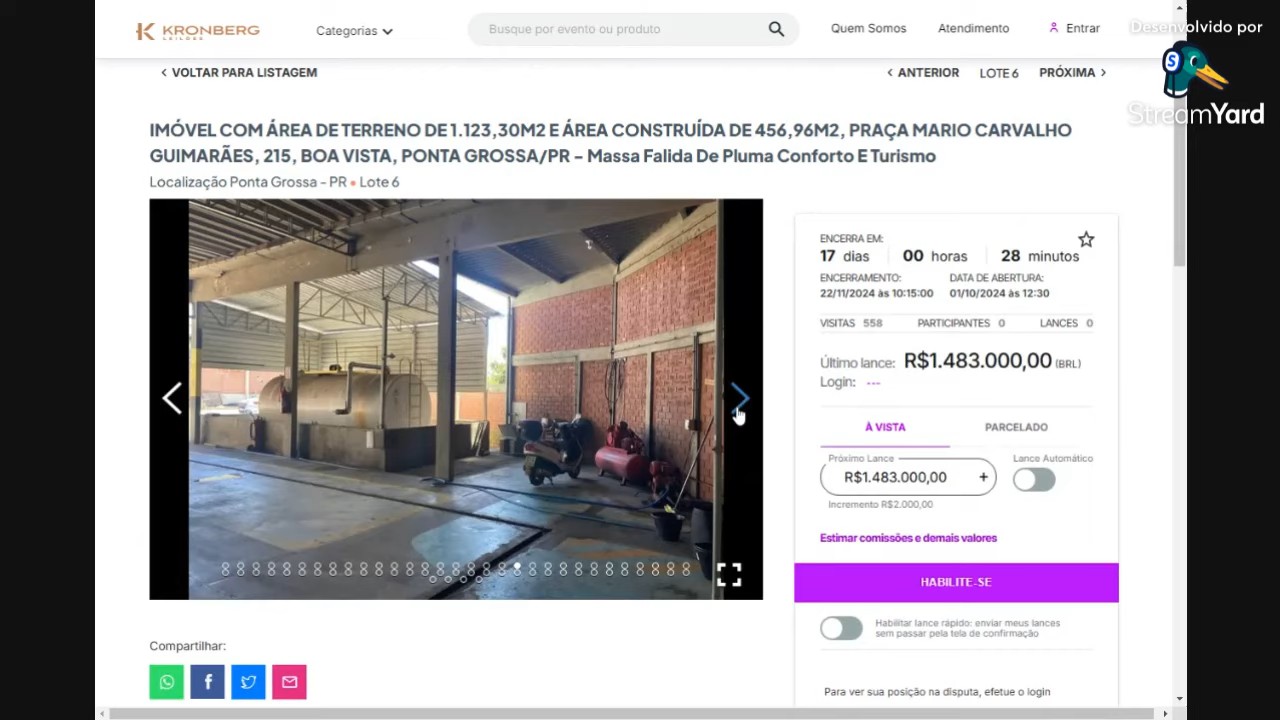 KRONBERG
LEILÕES
Categorias
Busque por evento ou produto
Quem Somos
Atendimento
Entrar
Desenvolvido por
S
StreamYard
VOLTAR PARA LISTAGEM
ANTERIOR
LOTE 6
PRÓXIMA
IMÓVEL COM ÁREA DE TERRENO DE 1.123,30M2 E ÁREA CONSTRUÍDA DE 456,96M2, PRAÇA MARIO CARVALHO
GUIMARÃES, 215, BOA VISTA, PONTA GROSSA/PR - Massa Falida De Pluma Conforto E Turismo
Localização Ponta Grossa - PR • Lote 6
ENCERRA EM:
17 dias 00 horas 28 minutos
ENCERRAMENTO: DATA DE ABERTURA:
22/11/2024 às 10:15:00 01/10/2024 às 12:30
VISITAS 558 PARTICIPANTES 0 LANCES 0
Último lance: R$1.483.000,00 (BRL)
Login: ---
À VISTA PARCELADO
Próximo Lance Lance Automático
R$1.483.000,00 +
Incremento R$2.000,00
Estimar comissões e demais valores
HABILITE-SE
Habilitar lance rápido: enviar meus lances
sem passar pela tela de confirmação
Compartilhar:
Para ver sua posição na disputa, efetue o login